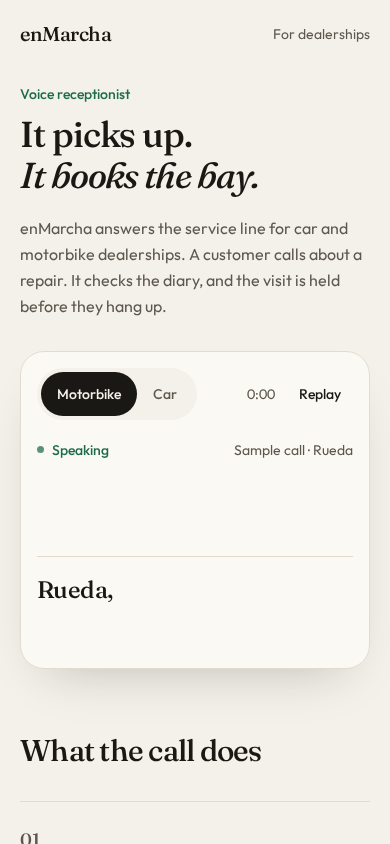 enMarcha
For dealerships
Voice receptionist
It picks up.
It books the bay.
enMarcha answers the service line for car and
motorbike dealerships. A customer calls about a
repair. It checks the diary, and the visit is held
before they hang up.
Motorbike
Car
0:00
Replay
Speaking
Sample call · Rueda
Rueda,
What the call does
01